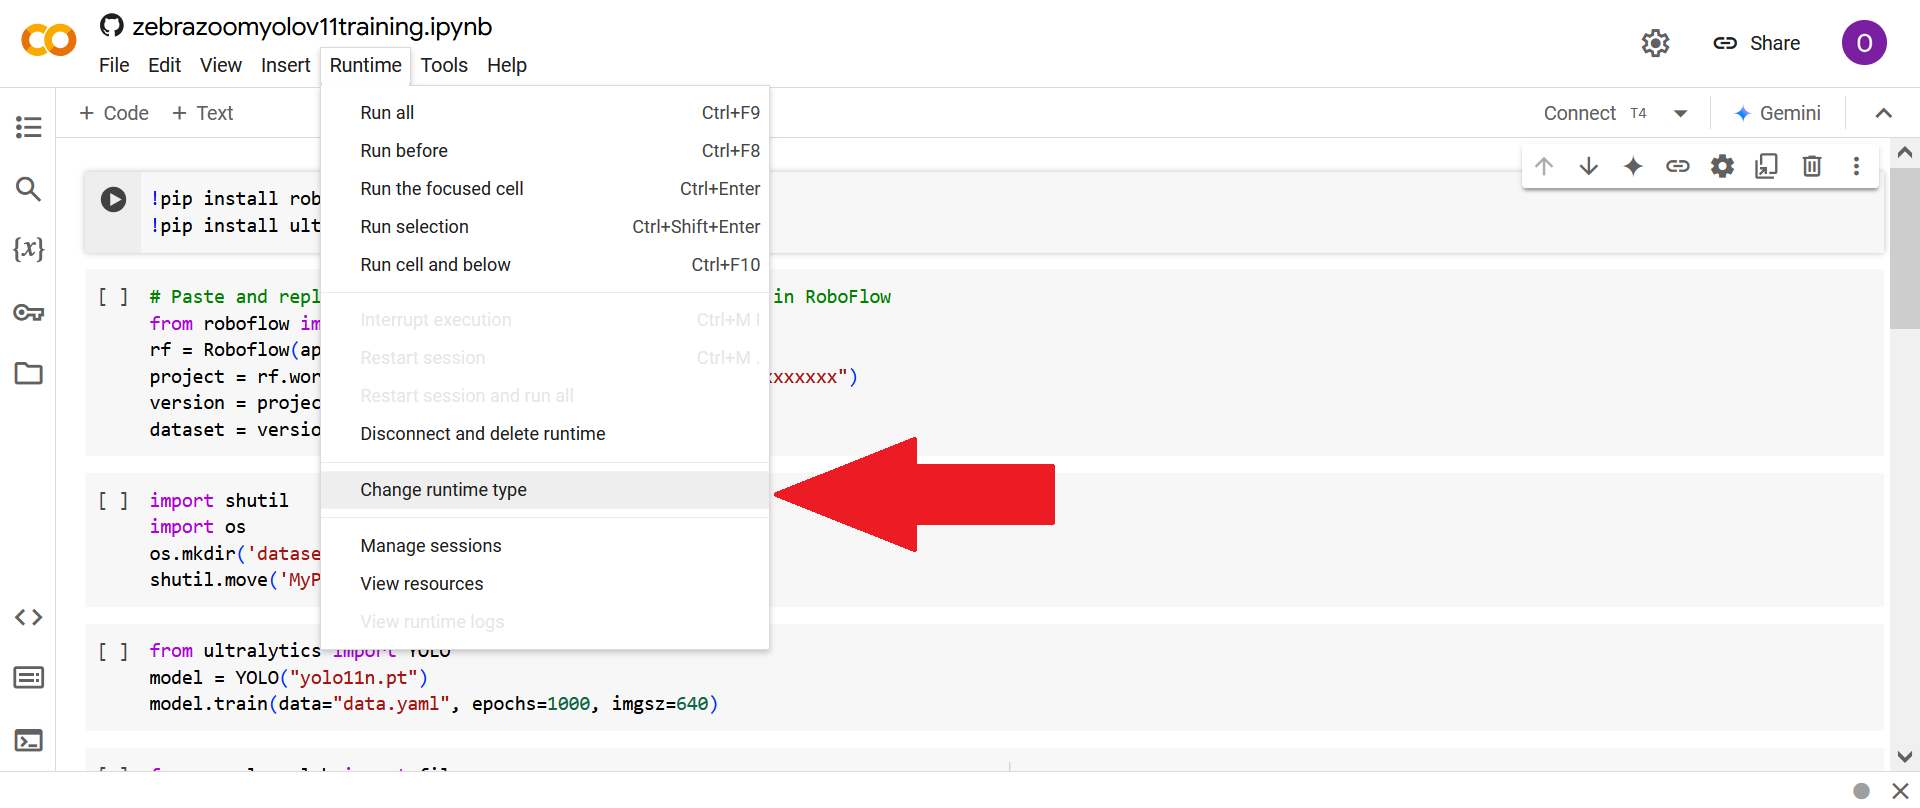 zebrazoomyolov11training.ipynb
File Edit View Insert Runtime Tools Help
Share
O
+ Code + Text
Connect T4
Gemini
Run all Ctrl+F9
Run before Ctrl+F8
Run the focused cell Ctrl+Enter
Run selection Ctrl+Shift+Enter
Run cell and below Ctrl+F10
Interrupt execution Ctrl+M I
Restart session Ctrl+M .
Restart session and run all
Disconnect and delete runtime
Change runtime type
Manage sessions
View resources
View runtime logs
{x}
!pip install rob
!pip install ult
[ ] # Paste and repl in RoboFlow
from roboflow im
rf = Roboflow(ap
project = rf.wor xxxxxxx")
version = projec
dataset = versio
[ ] import shutil
import os
os.mkdir('datase
shutil.move('MyP
[ ] from ultralytics import YOLO
model = YOLO("yolo11n.pt")
model.train(data="data.yaml", epochs=1000, imgsz=640)